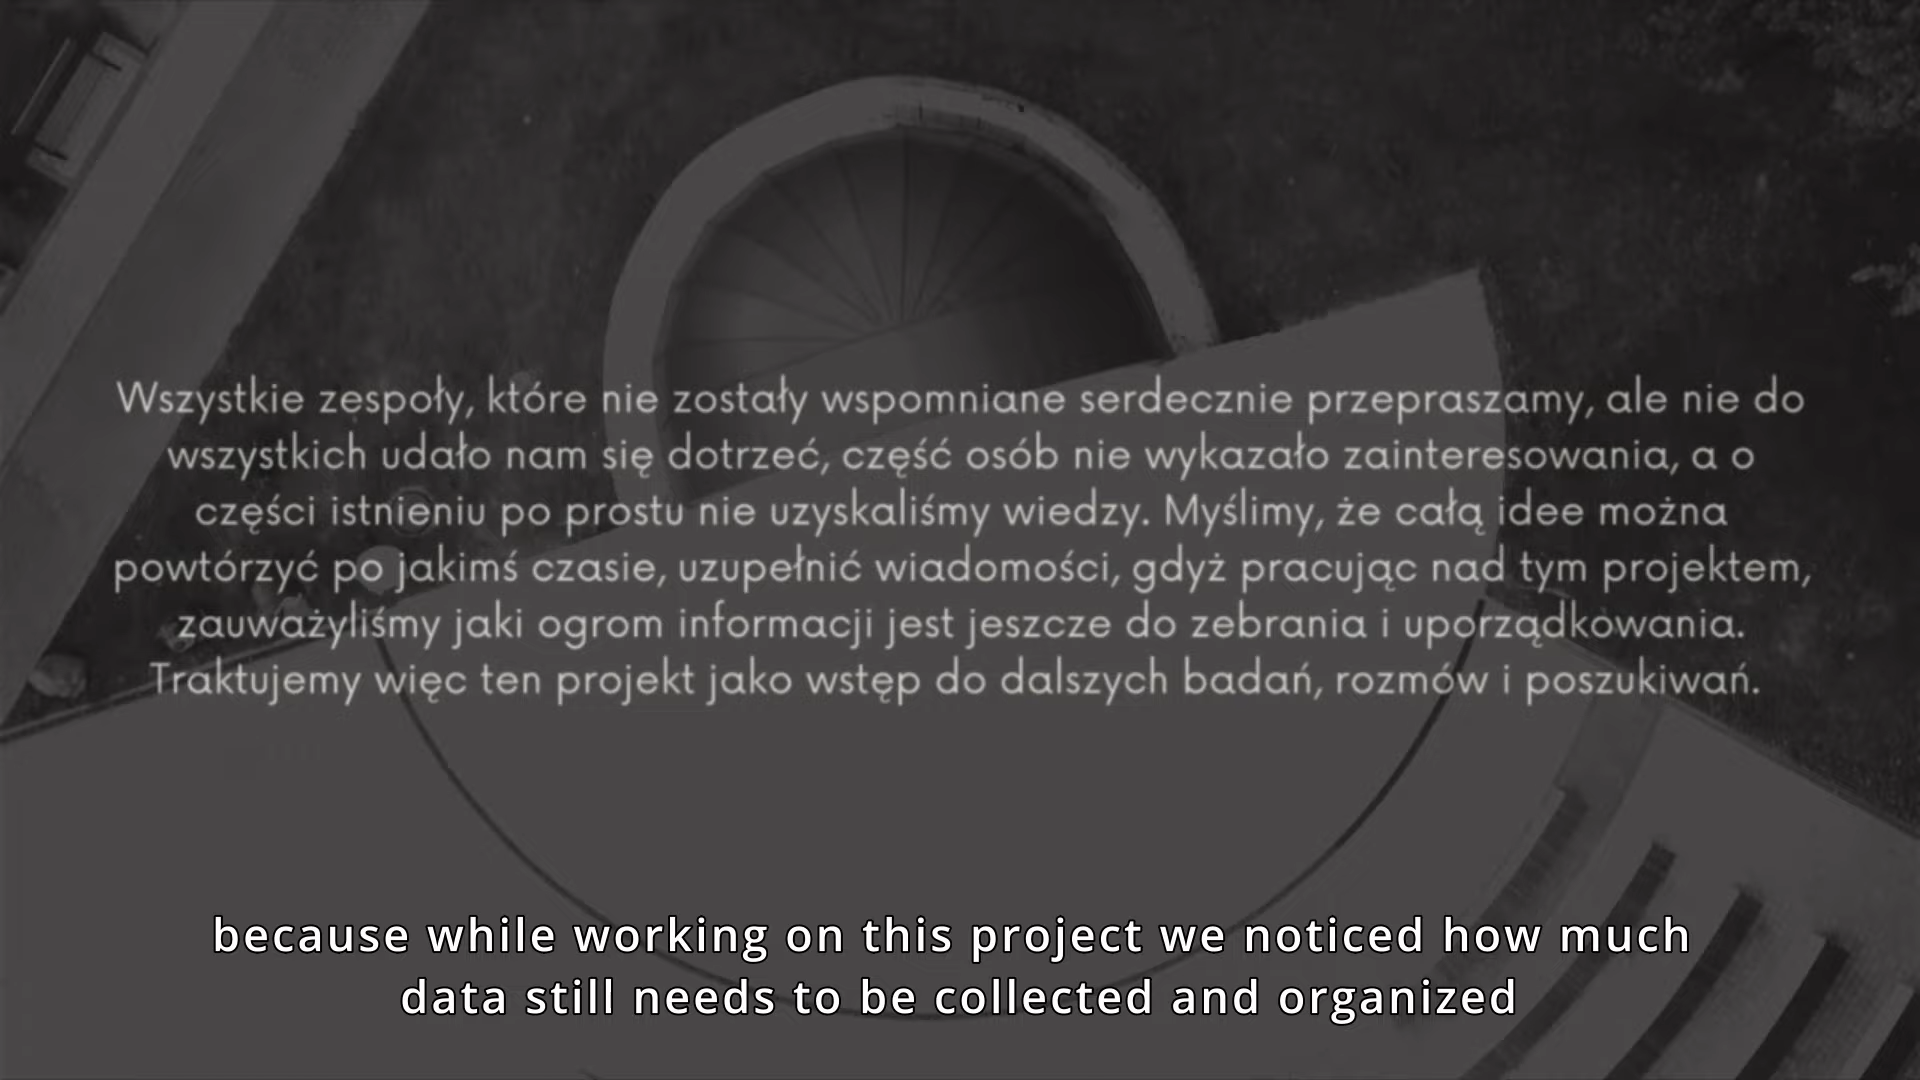 Wszystkie zespoły, które nie zostały wspomniane serdecznie przepraszamy, ale nie do
wszystkich udało nam się dotrzeć, część osób nie wykazało zainteresowania, a o
części istnieniu po prostu nie uzyskaliśmy wiedzy. Myślimy, że całą idee można
powtórzyć po jakimś czasie, uzupełnić wiadomości, gdyż pracując nad tym projektem,
zauważyliśmy jaki ogrom informacji jest jeszcze do zebrania i uporządkowania.
Traktujemy więc ten projekt jako wstęp do dalszych badań, rozmów i poszukiwań.
because while working on this project we noticed how much
data still needs to be collected and organized